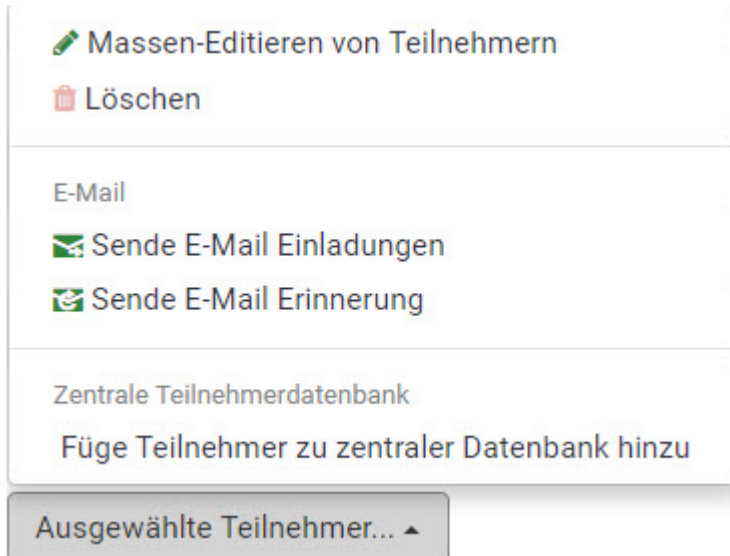 Massen-Editieren von Teilnehmern
Löschen
E-Mail
Sende E-Mail Einladungen
Sende E-Mail Erinnerung
Zentrale Teilnehmerdatenbank
Füge Teilnehmer zu zentraler Datenbank hinzu
Ausgewählte Teilnehmer...